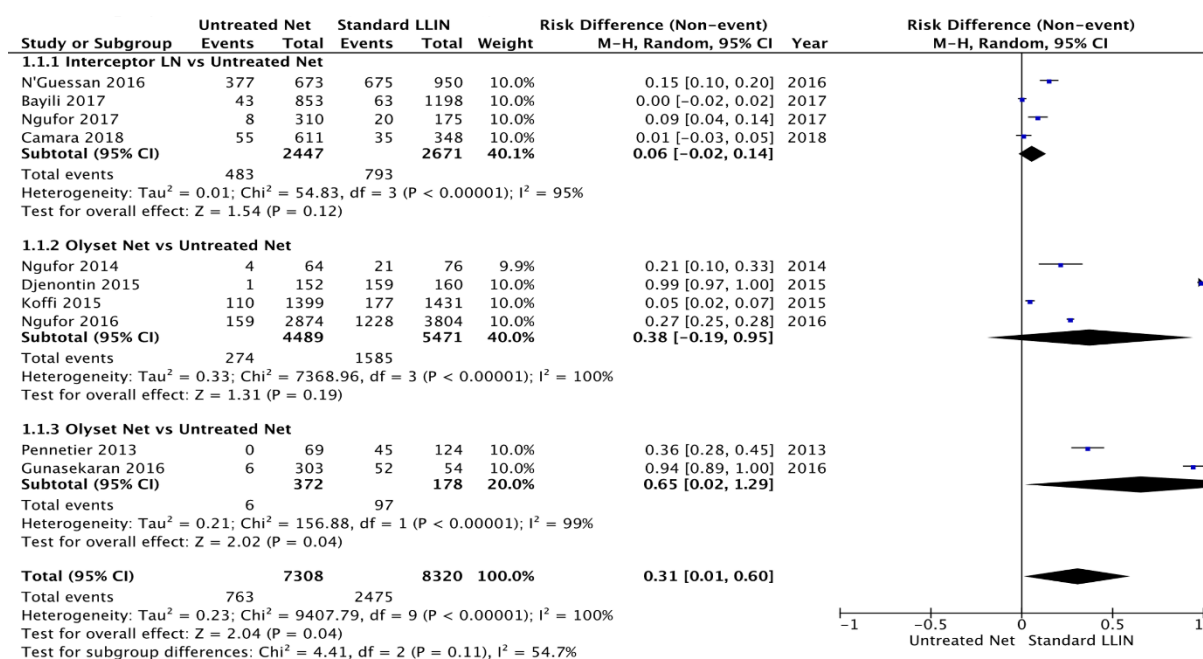 Untreated Net Standard LLIN Risk Difference (Non-event) Risk Difference (Non-event)
Study or Subgroup Events Total Events Total Weight M-H, Random, 95% CI Year M-H, Random, 95% CI
1.1.1 Interceptor LN vs Untreated Net
N'Guessan 2016 377 673 675 950 10.0% 0.15 [0.10, 0.20] 2016
Bayili 2017 43 853 63 1198 10.0% 0.00 [-0.02, 0.02] 2017
Ngufor 2017 8 310 20 175 10.0% 0.09 [0.04, 0.14] 2017
Camara 2018 55 611 35 348 10.0% 0.01 [-0.03, 0.05] 2018
Subtotal (95% CI) 2447 2671 40.1% 0.06 [-0.02, 0.14]
Total events 483 793
Heterogeneity: Tau² = 0.01; Chi² = 54.83, df = 3 (P < 0.00001); I² = 95%
Test for overall effect: Z = 1.54 (P = 0.12)
1.1.2 Olyset Net vs Untreated Net
Ngufor 2014 4 64 21 76 9.9% 0.21 [0.10, 0.33] 2014
Djenontin 2015 1 152 159 160 10.0% 0.99 [0.97, 1.00] 2015
Koffi 2015 110 1399 177 1431 10.0% 0.05 [0.02, 0.07] 2015
Ngufor 2016 159 2874 1228 3804 10.0% 0.27 [0.25, 0.28] 2016
Subtotal (95% CI) 4489 5471 40.0% 0.38 [-0.19, 0.95]
Total events 274 1585
Heterogeneity: Tau² = 0.33; Chi² = 7368.96, df = 3 (P < 0.00001); I² = 100%
Test for overall effect: Z = 1.31 (P = 0.19)
1.1.3 Olyset Net vs Untreated Net
Pennetier 2013 0 69 45 124 10.0% 0.36 [0.28, 0.45] 2013
Gunasekaran 2016 6 303 52 54 10.0% 0.94 [0.89, 1.00] 2016
Subtotal (95% CI) 372 178 20.0% 0.65 [0.02, 1.29]
Total events 6 97
Heterogeneity: Tau² = 0.21; Chi² = 156.88, df = 1 (P < 0.00001); I² = 99%
Test for overall effect: Z = 2.02 (P = 0.04)
Total (95% CI) 7308 8320 100.0% 0.31 [0.01, 0.60]
Total events 763 2475
Heterogeneity: Tau² = 0.23; Chi² = 9407.79, df = 9 (P < 0.00001); I² = 100%
Test for overall effect: Z = 2.04 (P = 0.04)
Test for subgroup differences: Chi² = 4.41, df = 2 (P = 0.11), I² = 54.7%
-1 -0.5 0 0.5 1
Untreated Net Standard LLIN